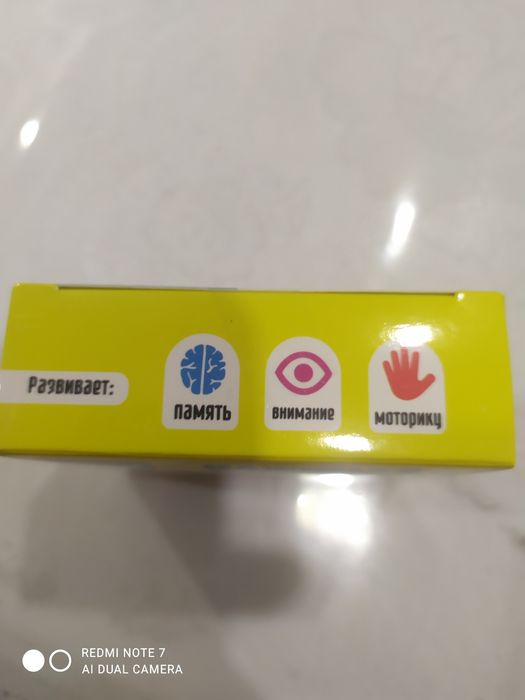 Развивает:
память
внимание
моторику
REDMI NOTE 7
AI DUAL CAMERA